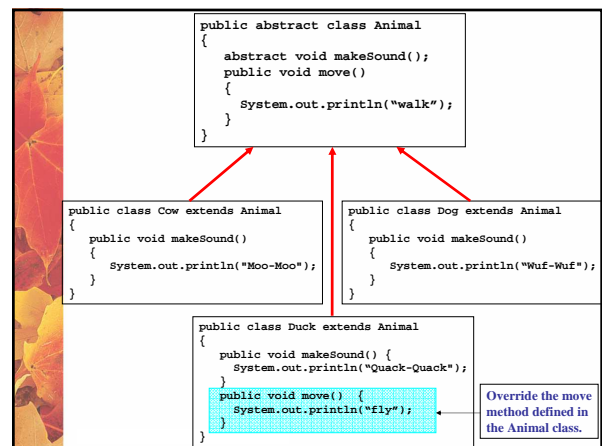 public abstract class Animal
{
abstract void makeSound();
public void move()
{
System.out.println(“walk”);
}
}
public class Cow extends Animal
{
public void makeSound()
{
System.out.println("Moo-Moo");
}
}
public class Dog extends Animal
{
public void makeSound()
{
System.out.println(“Wuf-Wuf");
}
}
public class Duck extends Animal
{
public void makeSound() {
System.out.println(“Quack-Quack");
}
public void move() {
System.out.println(“fly”);
}
}
Override the move
method defined in
the Animal class.